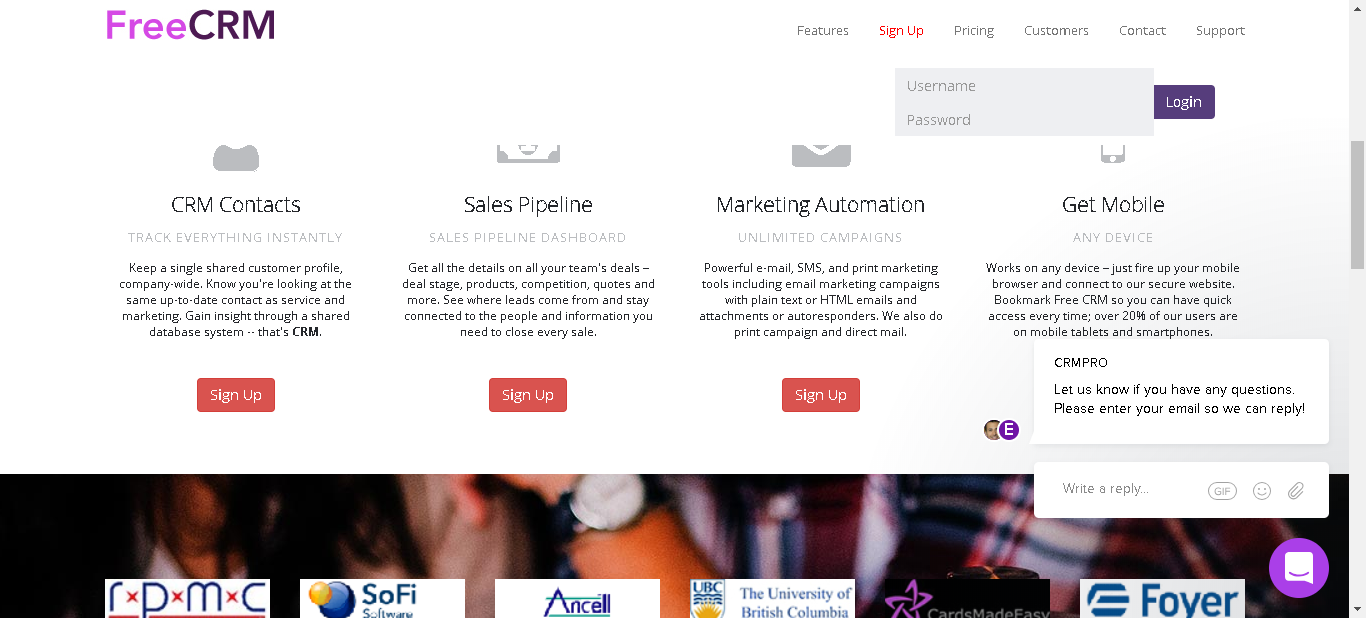 FreeCRM
Features Sign Up Pricing Customers Contact Support
Username
Password
Login
CRM Contacts
TRACK EVERYTHING INSTANTLY
Keep a single shared customer profile,
company-wide. Know you're looking at the
same up-to-date contact as service and
marketing. Gain insight through a shared
database system -- that's CRM.
Sign Up
Sales Pipeline
SALES PIPELINE DASHBOARD
Get all the details on all your team's deals –
deal stage, products, competition, quotes and
more. See where leads come from and stay
connected to the people and information you
need to close every sale.
Sign Up
Marketing Automation
UNLIMITED CAMPAIGNS
Powerful e-mail, SMS, and print marketing
tools including email marketing campaigns
with plain text or HTML emails and
attachments or autoresponders. We also do
print campaign and direct mail.
Sign Up
Get Mobile
ANY DEVICE
Works on any device – just fire up your mobile
browser and connect to our secure website.
Bookmark Free CRM so you can have quick
access every time; over 20% of our users are
on mobile tablets and smartphones.
CRMPRO
Let us know if you have any questions.
Please enter your email so we can reply!
E
Write a reply...
GIF
r×p×m×c
SoFi
Software
Ancell
UBC
The University of
British Columbia
CardsMadeEasy
Foyer